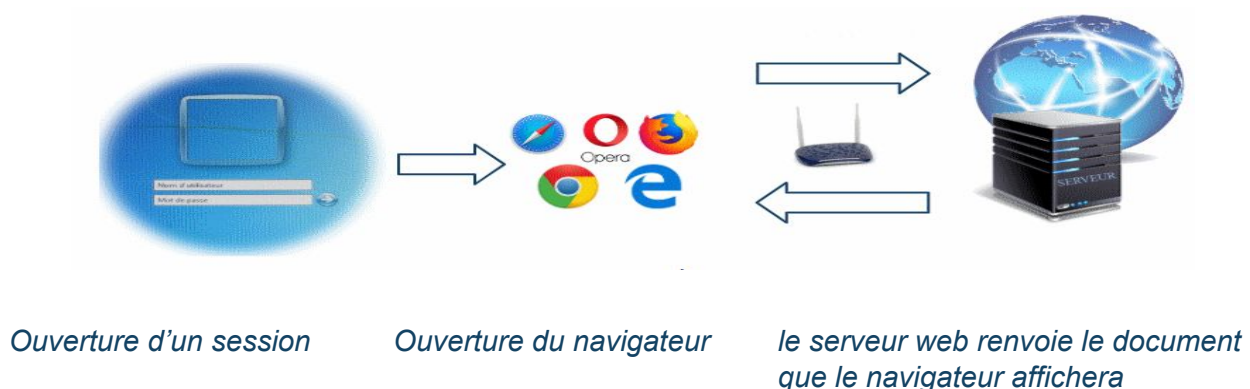 Nom d'utilisateur
Mot de passe
Opera
SERVEUR
Ouverture d'un session
Ouverture du navigateur
le serveur web renvoie le document
que le navigateur affichera